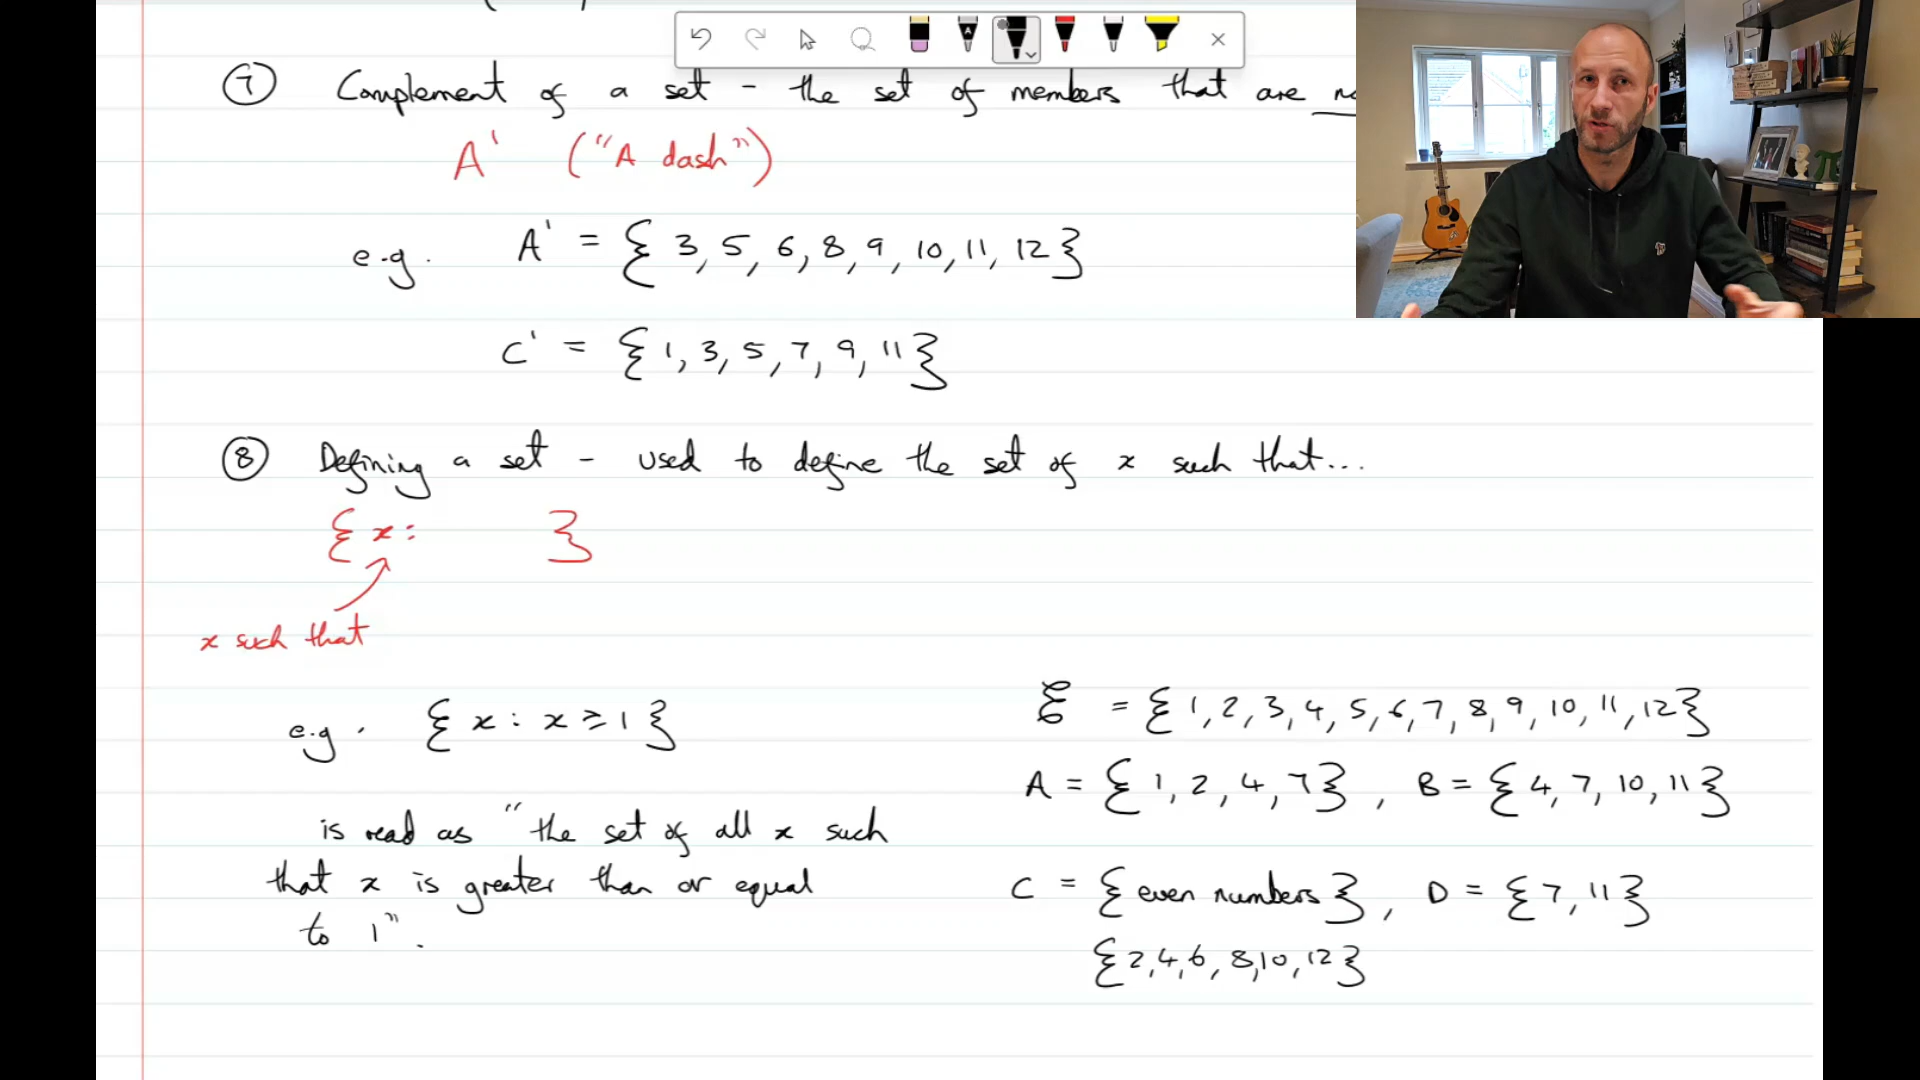 ⑦ Complement of a set - the set of members that are
A' ("A dash")
e.g. A' = { 3, 5, 6, 8, 9, 10, 11, 12 }
C' = { 1, 3, 5, 7, 9, 11 }
⑧ Defining a set - used to define the set of x such that...
{ x: }
x such that
e.g. { x : x ≥ 1 }
is read as "the set of all x such
that x is greater than or equal
to 1".
ξ = { 1, 2, 3, 4, 5, 6, 7, 8, 9, 10, 11, 12 }
A = { 1, 2, 4, 7 } , B = { 4, 7, 10, 11 }
C = { even numbers } , D = { 7, 11 }
{ 2, 4, 6, 8, 10, 12 }